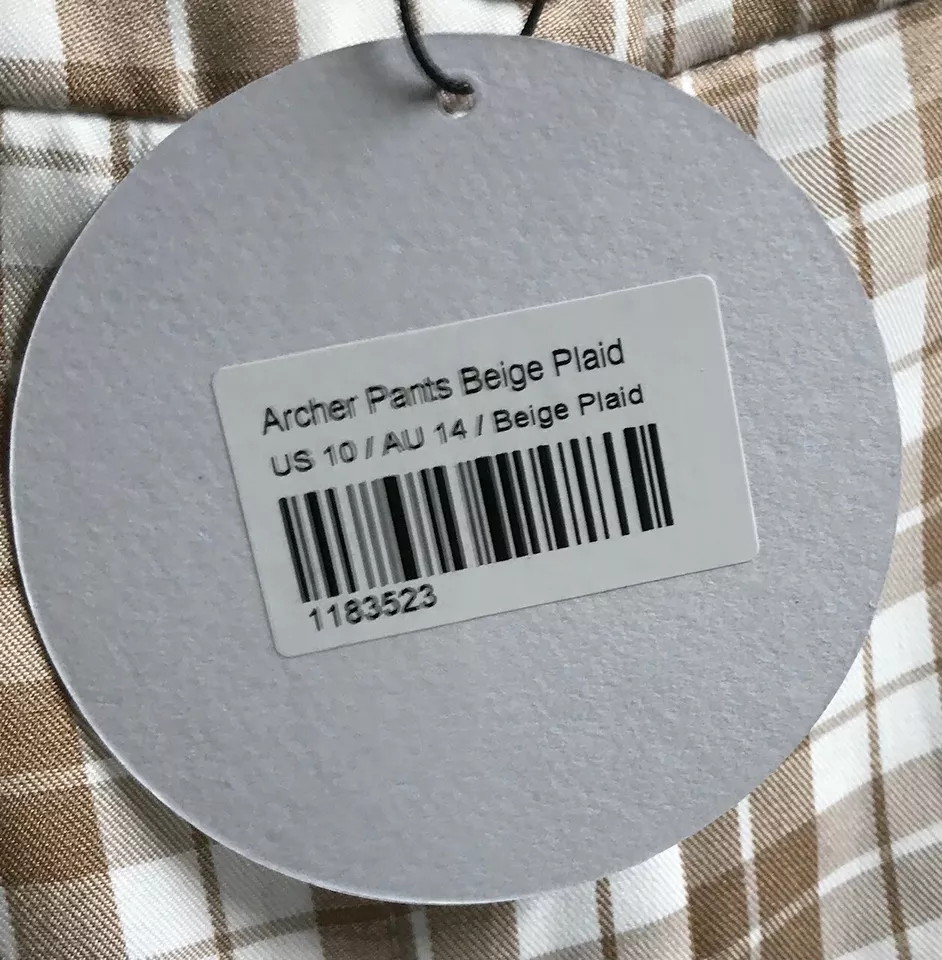 Archer Pants Beige Plaid
US 10 / AU 14 / Beige Plaid
1183523